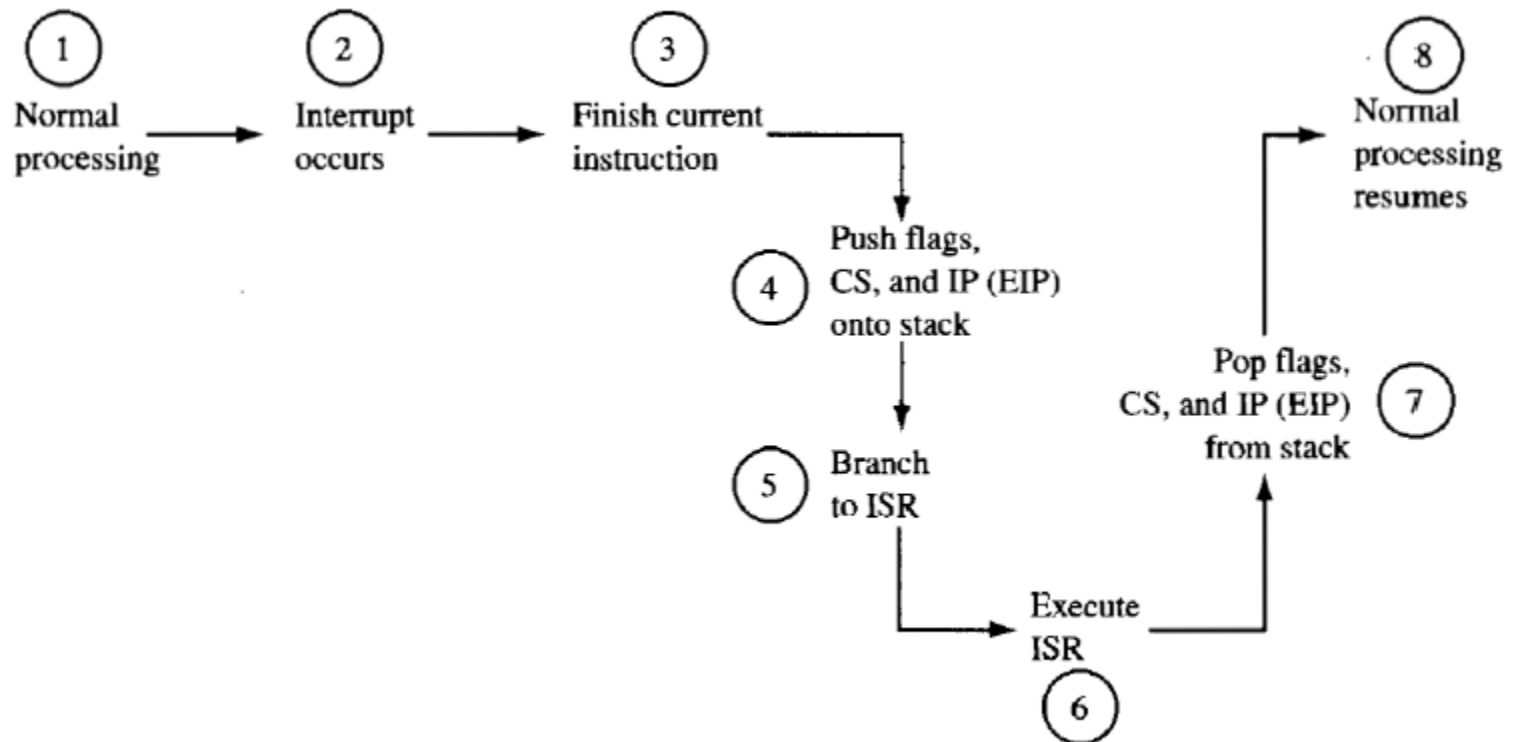 1
Normal
processing
2
Interrupt
occurs
3
Finish current
instruction
4
Push flags,
CS, and IP (EIP)
onto stack
5
Branch
to ISR
Execute
ISR
6
Pop flags,
CS, and IP (EIP)
from stack
7
8
Normal
processing
resumes